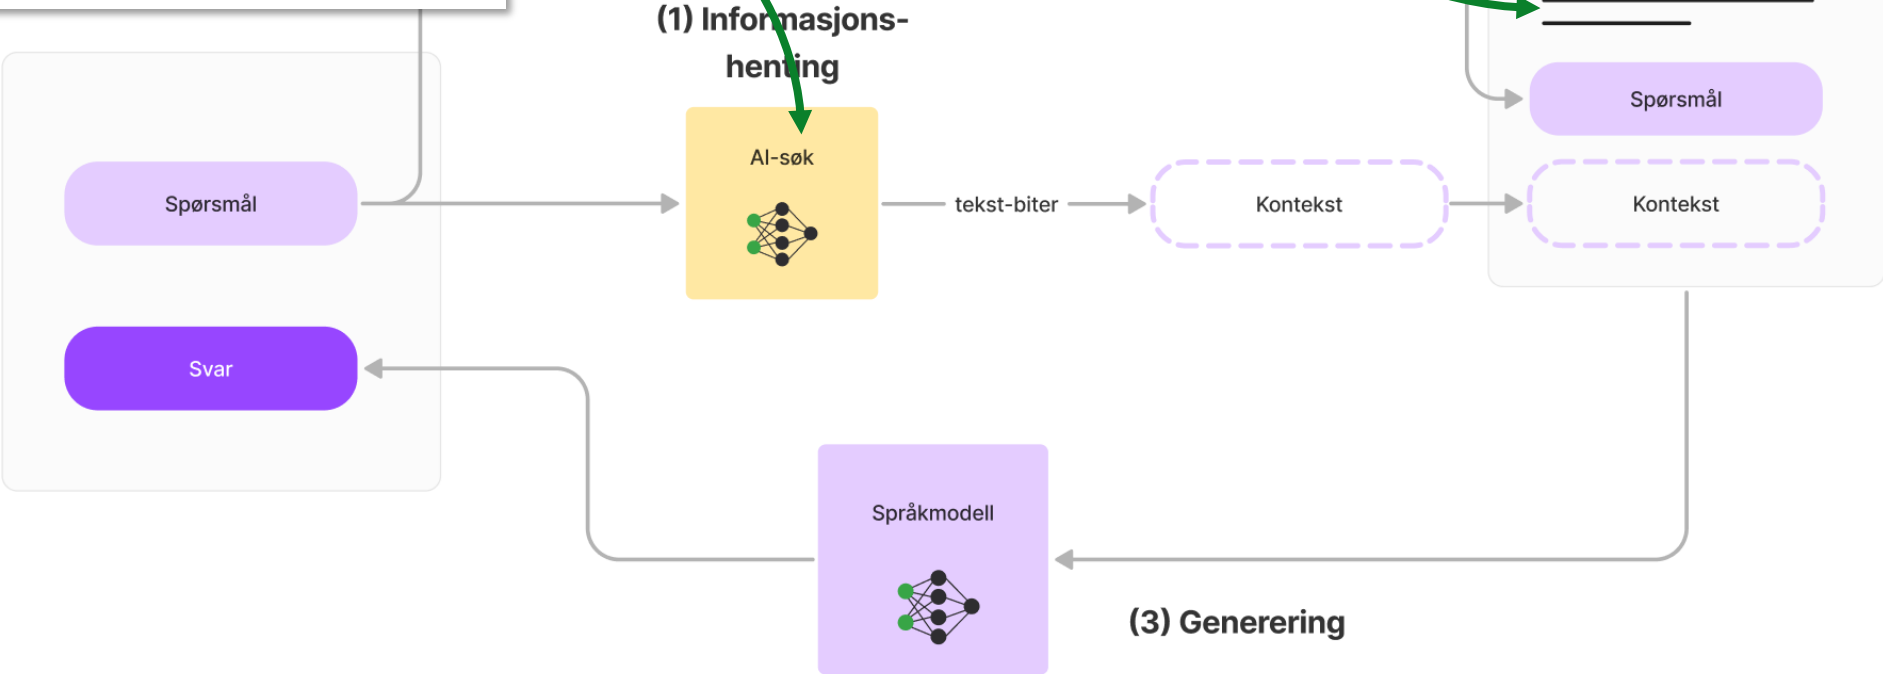 (1) Informasjons-
henting
Spørsmål
AI-søk
Spørsmål
tekst-biter
Kontekst
Kontekst
Svar
Språkmodell
(3) Generering